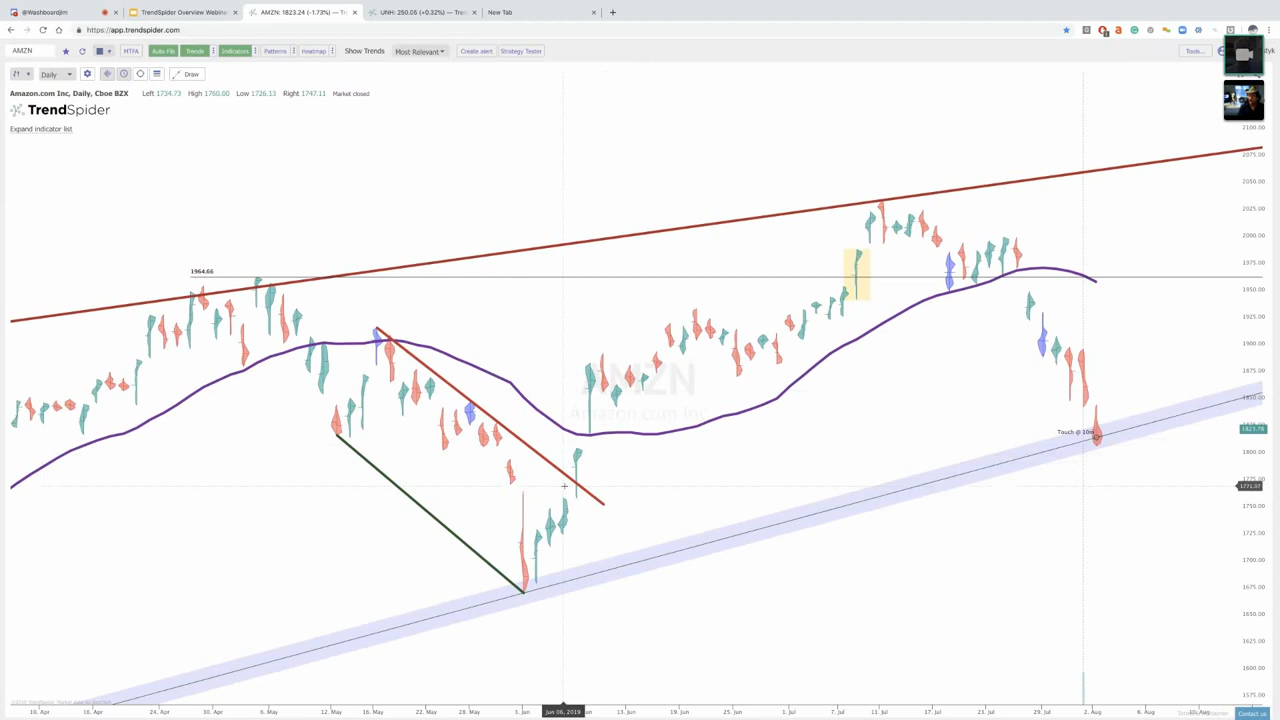 @Washboardjim
TrendSpider Overview Webina
AMZN: 1823.24 (-1.73%) — Tr
UNH: 250.05 (+0.32%) — Trend
New Tab
https://app.trendspider.com
AMZN
MTFA
Auto Fib
Trends
Indicators
Patterns
Heatmap
Show Trends
Most Relevant
Create alert
Strategy Tester
Tools...
Daily
Draw
Amazon.com Inc, Daily, Cboe BZX Left 1734.73 High 1760.00 Low 1726.13 Right 1747.11 Market closed
TrendSpider
Expand indicator list
2100.00
2075.00
2050.00
2025.00
2000.00
1975.00
1964.66
1950.00
1925.00
1900.00
1875.00
AMZN
Amazon.com Inc
1850.00
Touch @ 10m
1823.78
1800.00
1771.07
1750.00
1725.00
1700.00
1675.00
1650.00
1625.00
1600.00
1575.00
10. Apr 16. Apr 24. Apr 30. Apr 6. May 12. May 16. May 22. May 28. May 1. Jun Jun 06, 2019 13. Jun 19. Jun 25. Jun 1. Jul 7. Jul 11. Jul 17. Jul 23. Jul 29. Jul 2. Aug 6. Aug
Contact us